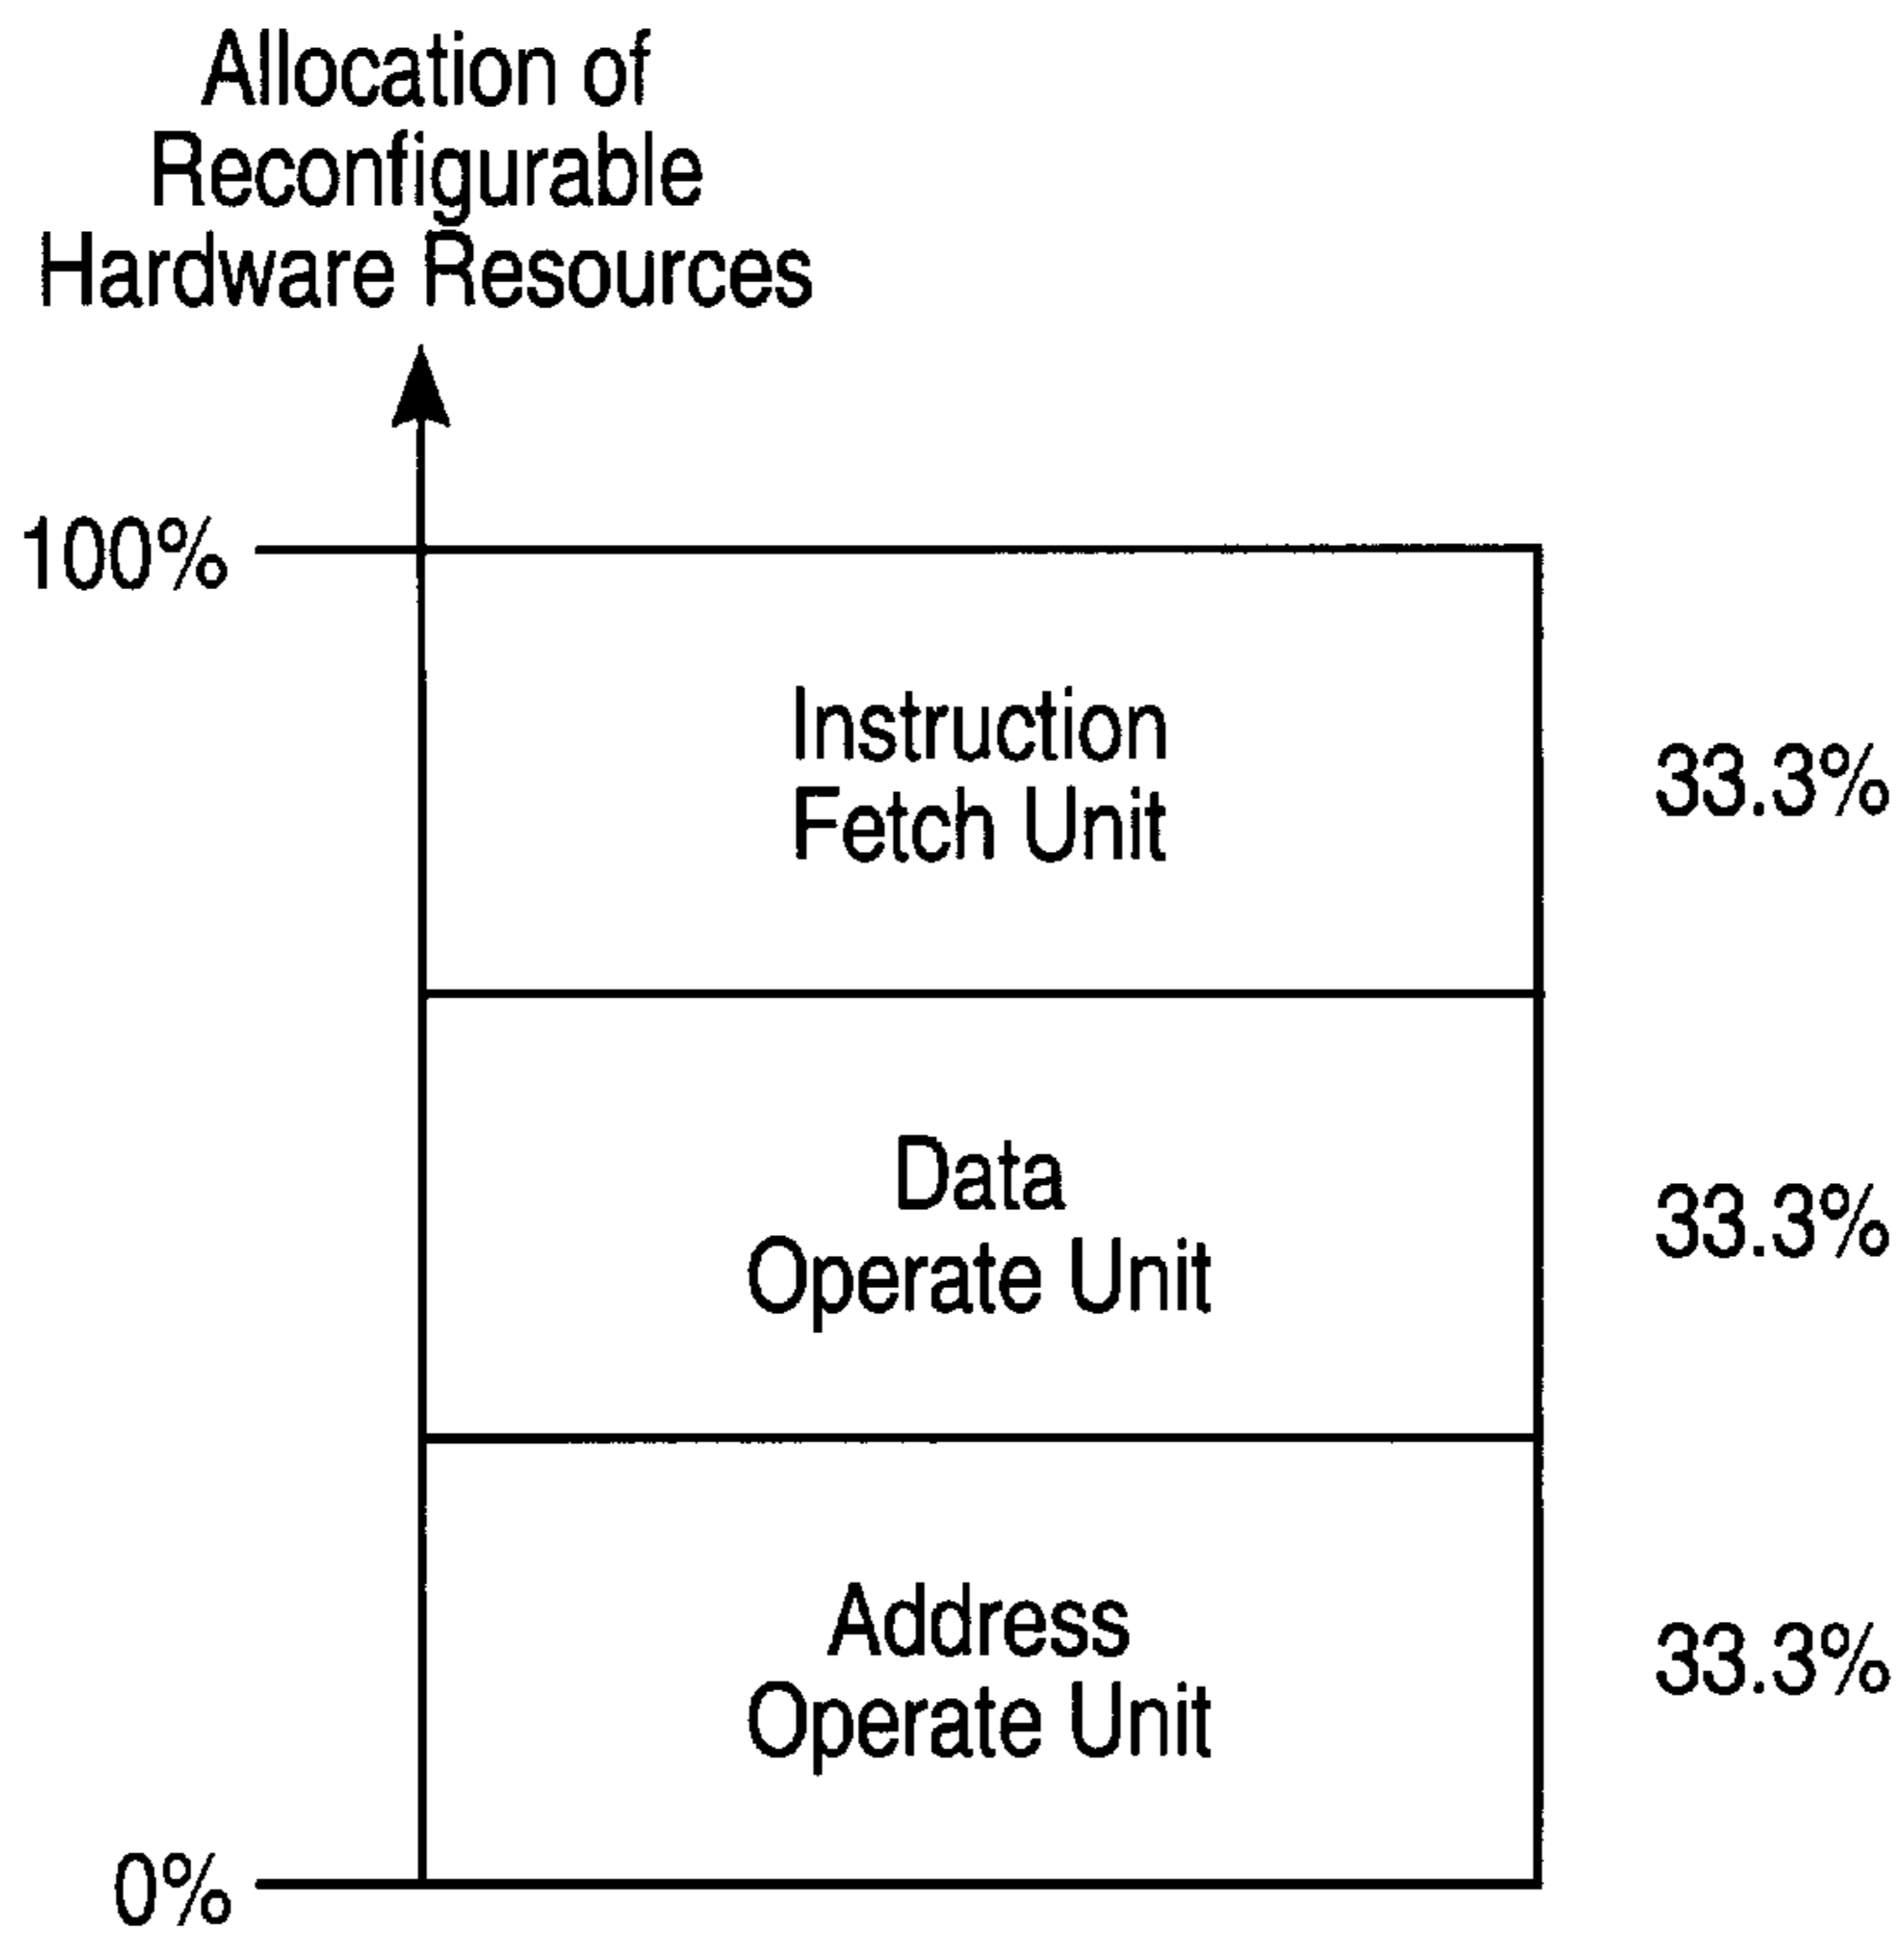 Allocation of
Reconfigurable
Hardware Resources
100%
Instruction
Fetch Unit
33.3%
Data
Operate Unit
33.3%
Address
Operate Unit
33.3%
0%